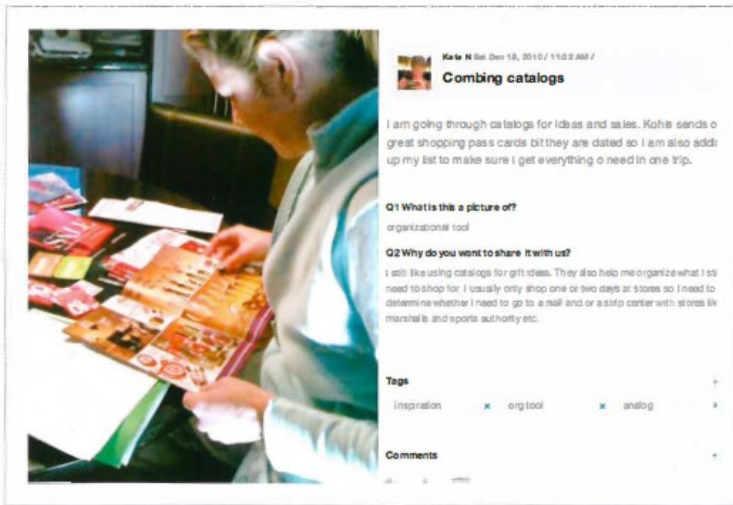 Kate N Sat Dec 18, 2010 / 11:22 AM /
Combing catalogs
I am going through catalogs for ideas and sales. Kohls sends o
great shopping pass cards bit they are dated so I am also addi
up my list to make sure i get everything o need in one trip.
Q1 What is this a picture of?
organizational tool
Q2 Why do you want to share it with us?
I still like using catalogs for gift ideas. They also help me organize what I sti
need to shop for. I usually only shop one or two days at stores so I need to
determine whether I need to go to a mall and or a strip center with stores lik
marshalls and sports authority etc.
Tags
inspiration x org tool x analog
Comments